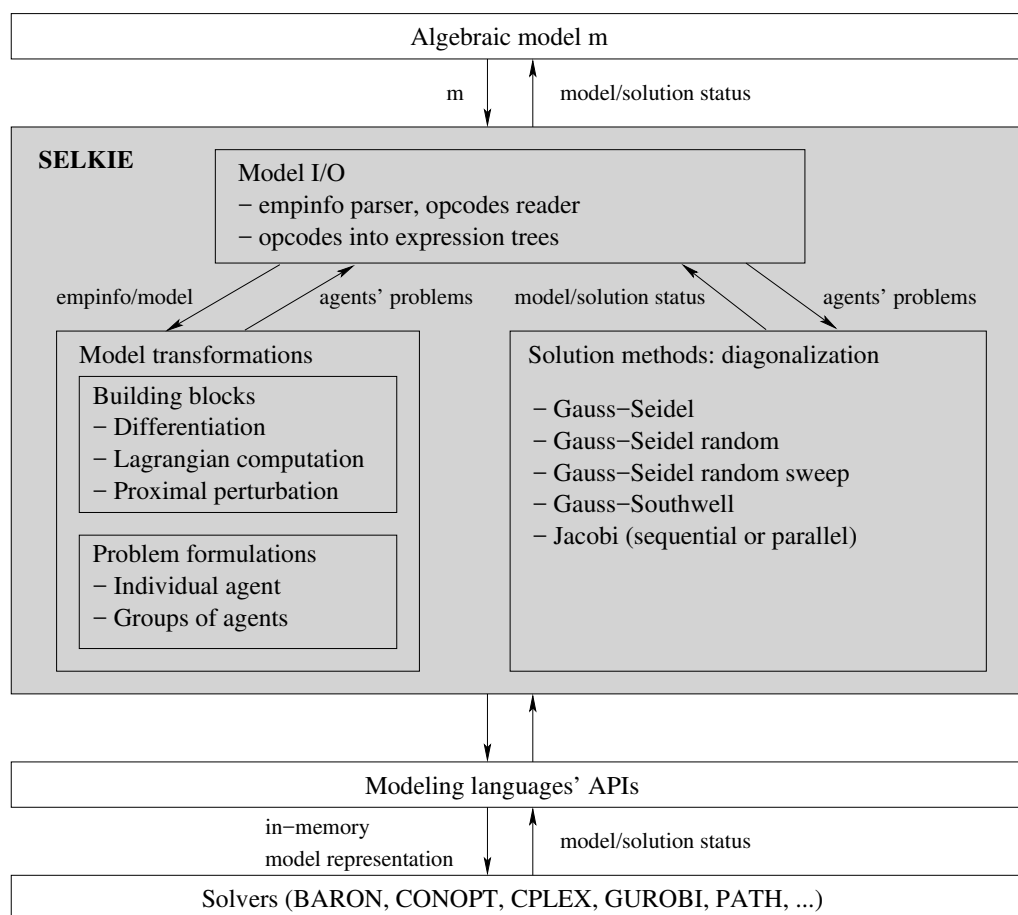 Algebraic model m
m
model/solution status
SELKIE
Model I/O
− empinfo parser, opcodes reader
− opcodes into expression trees
empinfo/model
agents’ problems
model/solution status
agents’ problems
Model transformations
Building blocks
− Differentiation
− Lagrangian computation
− Proximal perturbation
Problem formulations
− Individual agent
− Groups of agents
Solution methods: diagonalization
− Gauss−Seidel
− Gauss−Seidel random
− Gauss−Seidel random sweep
− Gauss−Southwell
− Jacobi (sequential or parallel)
Modeling languages’ APIs
in−memory
model representation
model/solution status
Solvers (BARON, CONOPT, CPLEX, GUROBI, PATH, ...)